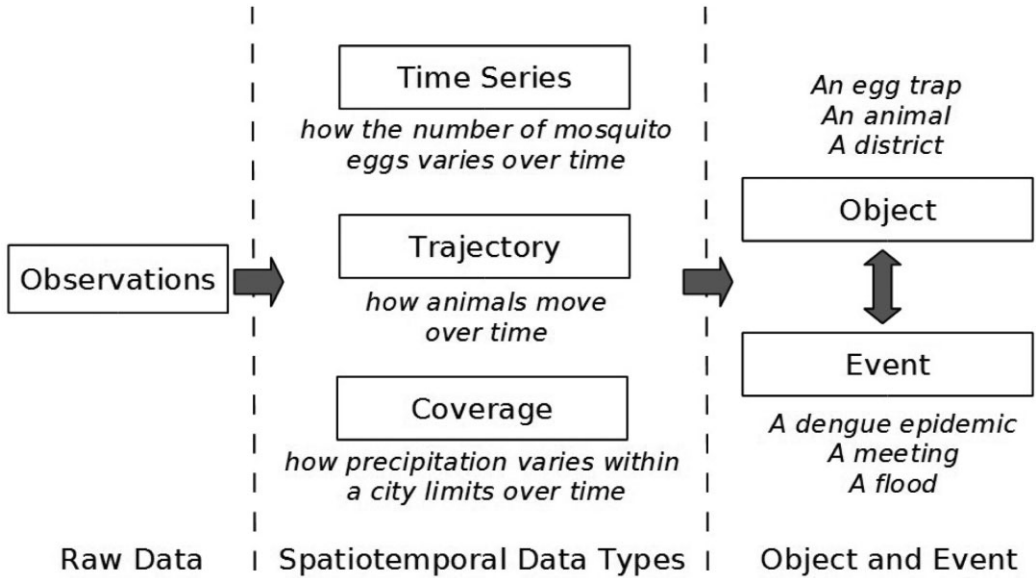 Observations
Raw Data
Time Series
how the number of mosquito
eggs varies over time
Trajectory
how animals move
over time
Coverage
how precipitation varies within
a city limits over time
Spatiotemporal Data Types
An egg trap
An animal
A district
Object
Event
A dengue epidemic
A meeting
A flood
Object and Event